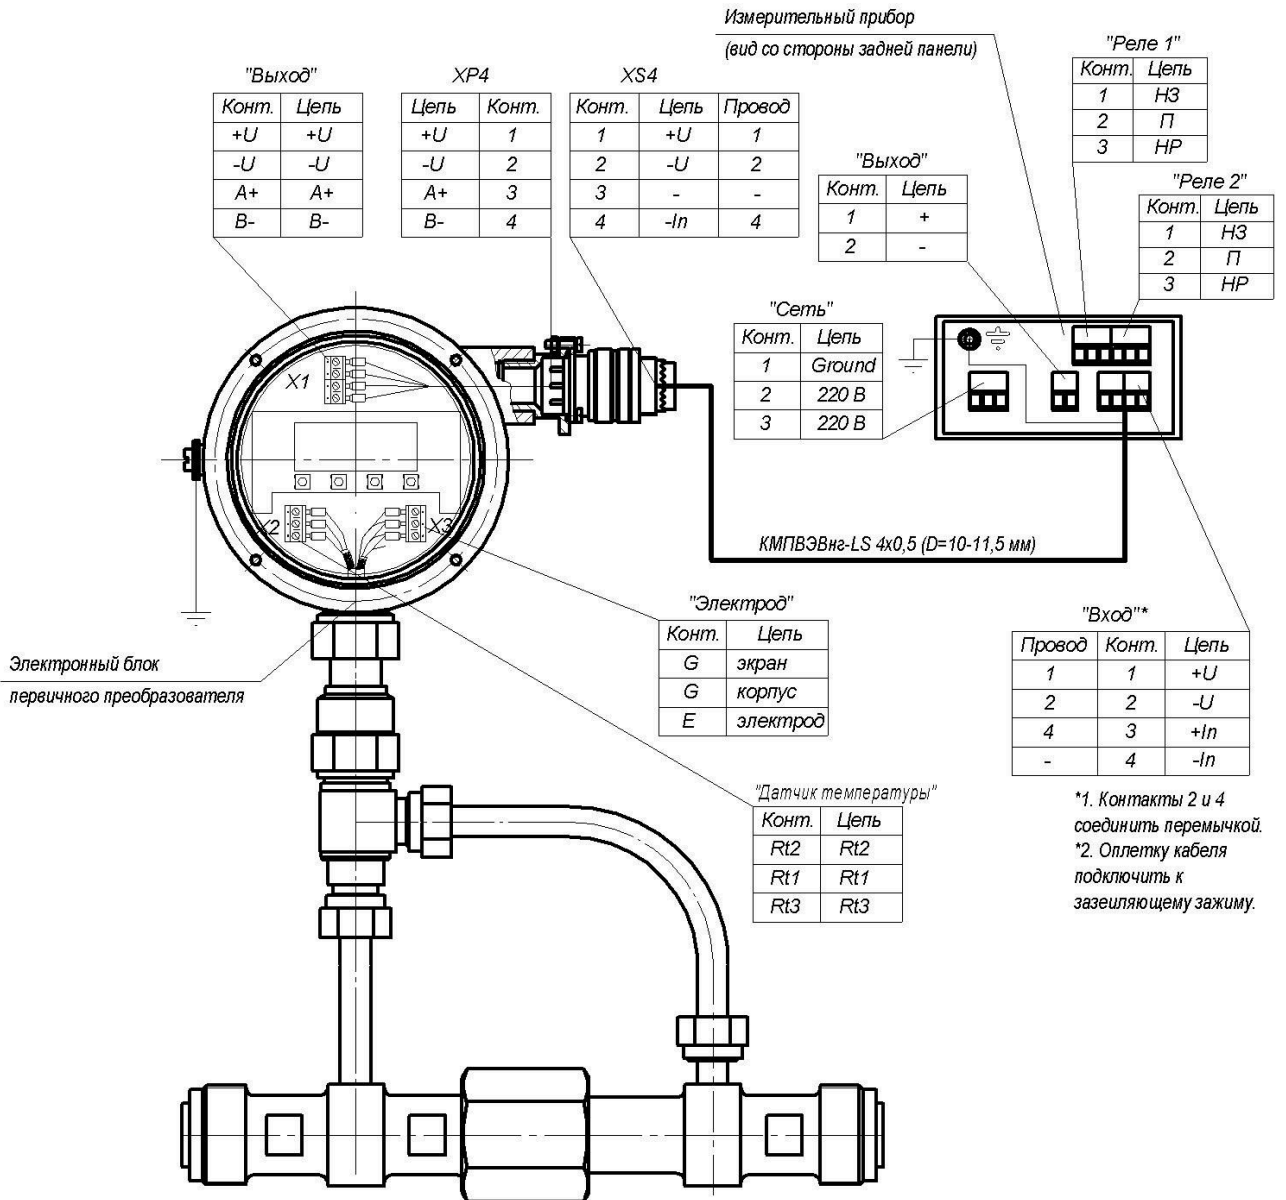 Измерительный прибор
(вид со стороны задней панели)
"Реле 1"
Конт. Цепь
1 НЗ
2 П
3 НР
"Выход"
Конт. Цепь
+U +U
-U -U
A+ A+
B- B-
XP4
Цепь Конт.
+U 1
-U 2
A+ 3
B- 4
XS4
Конт. Цепь Провод
1 +U 1
2 -U 2
3 - -
4 -In 4
"Выход"
Конт. Цепь
1 +
2 -
"Реле 2"
Конт. Цепь
1 НЗ
2 П
3 НР
"Сеть"
Конт. Цепь
1 Ground
2 220 В
3 220 В
X1
X2
X3
КМПВЭВнг-LS 4x0,5 (D=10-11,5 мм)
Электронный блок
первичного преобразователя
"Электрод"
Конт. Цепь
G экран
G корпус
E электрод
"Вход"*
Провод Конт. Цепь
1 1 +U
2 2 -U
4 3 +In
- 4 -In
*1. Контакты 2 и 4
соединить перемычкой.
*2. Оплетку кабеля
подключить к
зазеиляющему зажиму.
"Датчик температуры"
Конт. Цепь
Rt2 Rt2
Rt1 Rt1
Rt3 Rt3